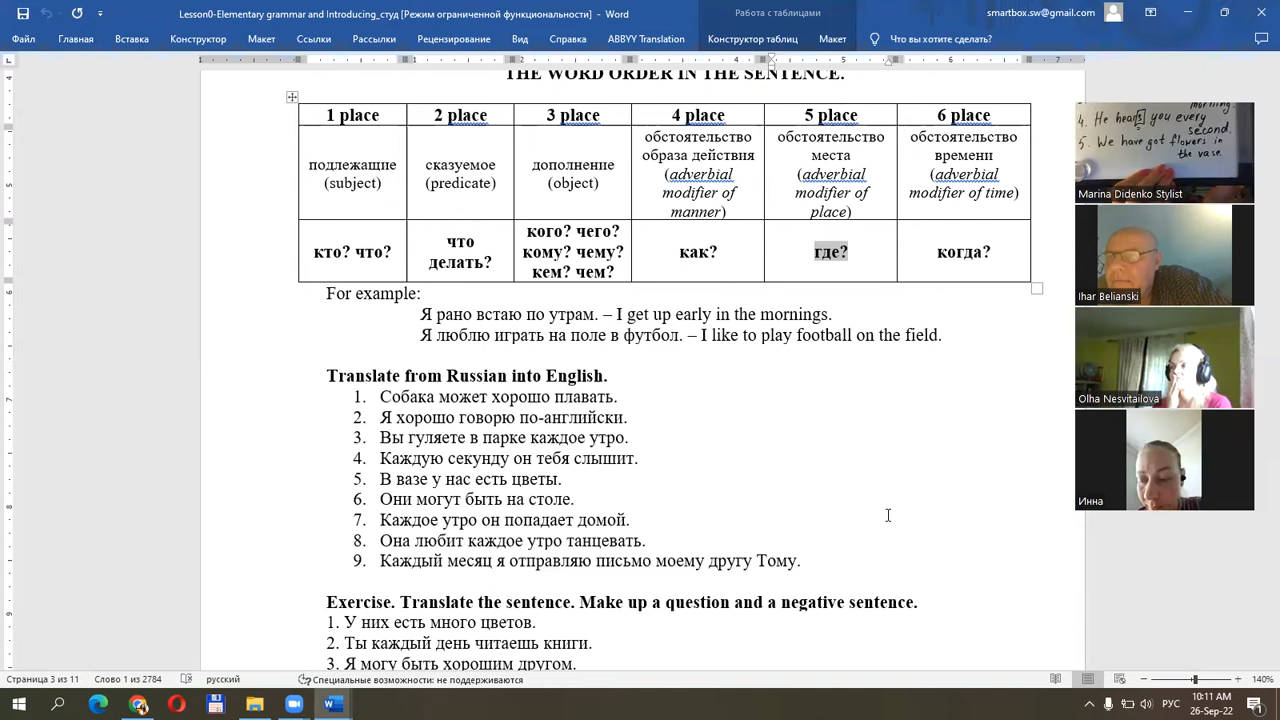 Lesson0-Elementary grammar_студ [Режим ограниченной функциональности] - Word
Работа с таблицами
smartbox.sw@gmail.com
Файл Главная Вставка Конструктор Макет Ссылки Рассылки Рецензирование Вид Справка ABBYY Translation Конструктор таблиц Макет Что вы хотите сделать?
THE WORD ORDER IN THE SENTENCE.
1 place 2 place 3 place 4 place 5 place 6 place
подлежащие (subject)
сказуемое (predicate)
дополнение (object)
обстоятельство образа действия (adverbial modifier of manner)
обстоятельство места (adverbial modifier of place)
обстоятельство времени (adverbial modifier of time)
кто? что?
что делать?
кого? чего? кому? чему? кем? чем?
как?
где?
когда?
For example:
Я рано встаю по утрам. – I get up early in the mornings.
Я люблю играть на поле в футбол. – I like to play football on the field.
Translate from Russian into English.
1. Собака может хорошо плавать.
2. Я хорошо говорю по-английски.
3. Вы гуляете в парке каждое утро.
4. Каждую секунду он тебя слышит.
5. В вазе у нас есть цветы.
6. Они могут быть на столе.
7. Каждое утро он попадает домой.
8. Она любит каждое утро танцевать.
9. Каждый месяц я отправляю письмо моему другу Тому.
Exercise. Translate the sentence. Make up a question and a negative sentence.
1. У них есть много цветов.
2. Ты каждый день читаешь книги.
3. Я могу быть хорошим другом.
morning.
4. He hears you every
second.
5. We have got flowers in
the vase.
Marina Didenko Stylist
Ihar Belianski
Olha Nesvitailova
Инна
Страница 3 из 11 Слово 1 из 2784 русский Специальные возможности: не поддерживаются 140%
10:11 AM
26-22